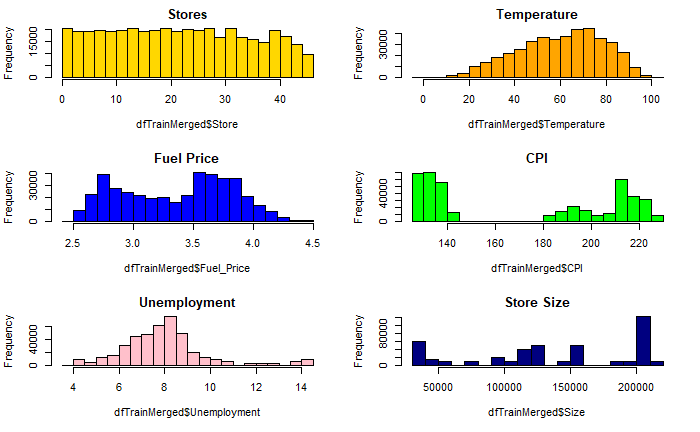 Stores
Frequency
0 15000
0 10 20 30 40
dfTrainMerged$Store
Temperature
Frequency
0 30000
0 20 40 60 80 100
dfTrainMerged$Temperature
Fuel Price
Frequency
0 30000
2.5 3.0 3.5 4.0 4.5
dfTrainMerged$Fuel_Price
CPI
Frequency
0 40000
140 160 180 200 220
dfTrainMerged$CPI
Unemployment
Frequency
0 40000
4 6 8 10 12 14
dfTrainMerged$Unemployment
Store Size
Frequency
0 80000
50000 100000 150000 200000
dfTrainMerged$Size